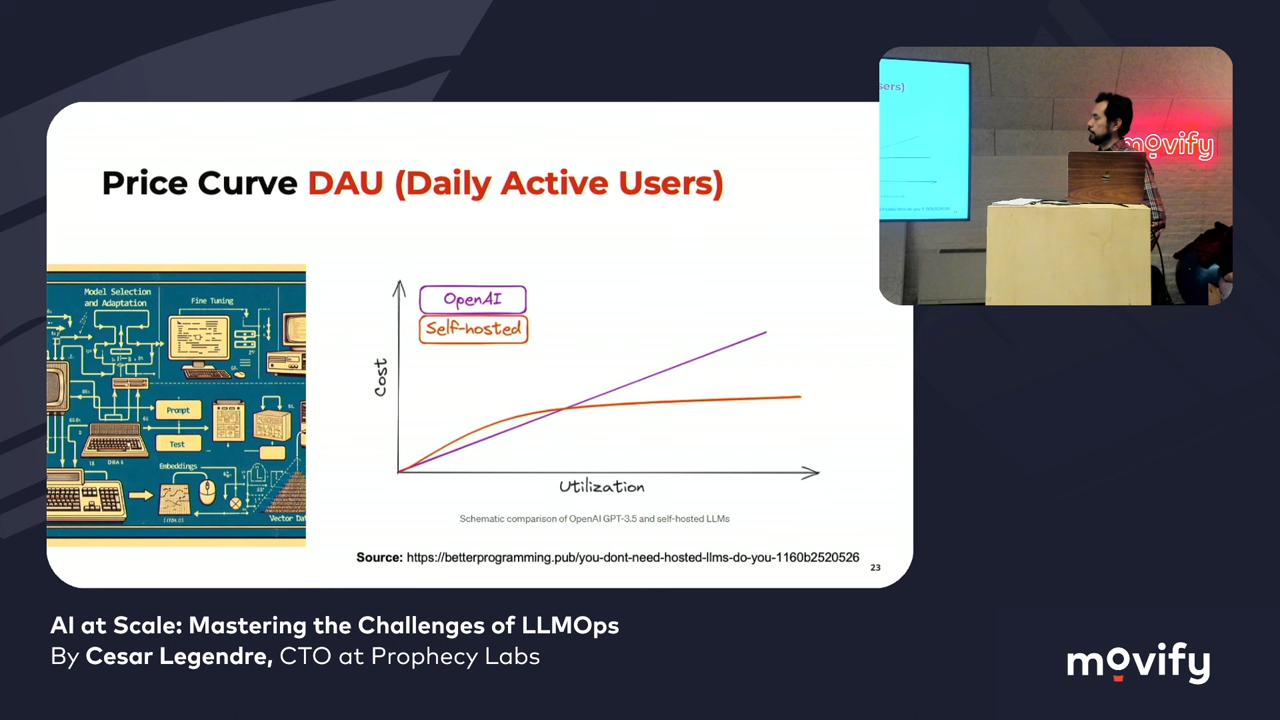 Price Curve DAU (Daily Active Users)
Model Selection
and Adaptation
Fine Tuning
Prompt
Test
Embeddings
OpenAI
Self-hosted
Cost
Utilization
Schematic comparison of OpenAI GPT-3.5 and self-hosted LLMs
Source: https://betterprogramming.pub/you-dont-need-hosted-llms-do-you-1160b2520526
23
sers)
movify
AI at Scale: Mastering the Challenges of LLMOps
By Cesar Legendre, CTO at Prophecy Labs
movify